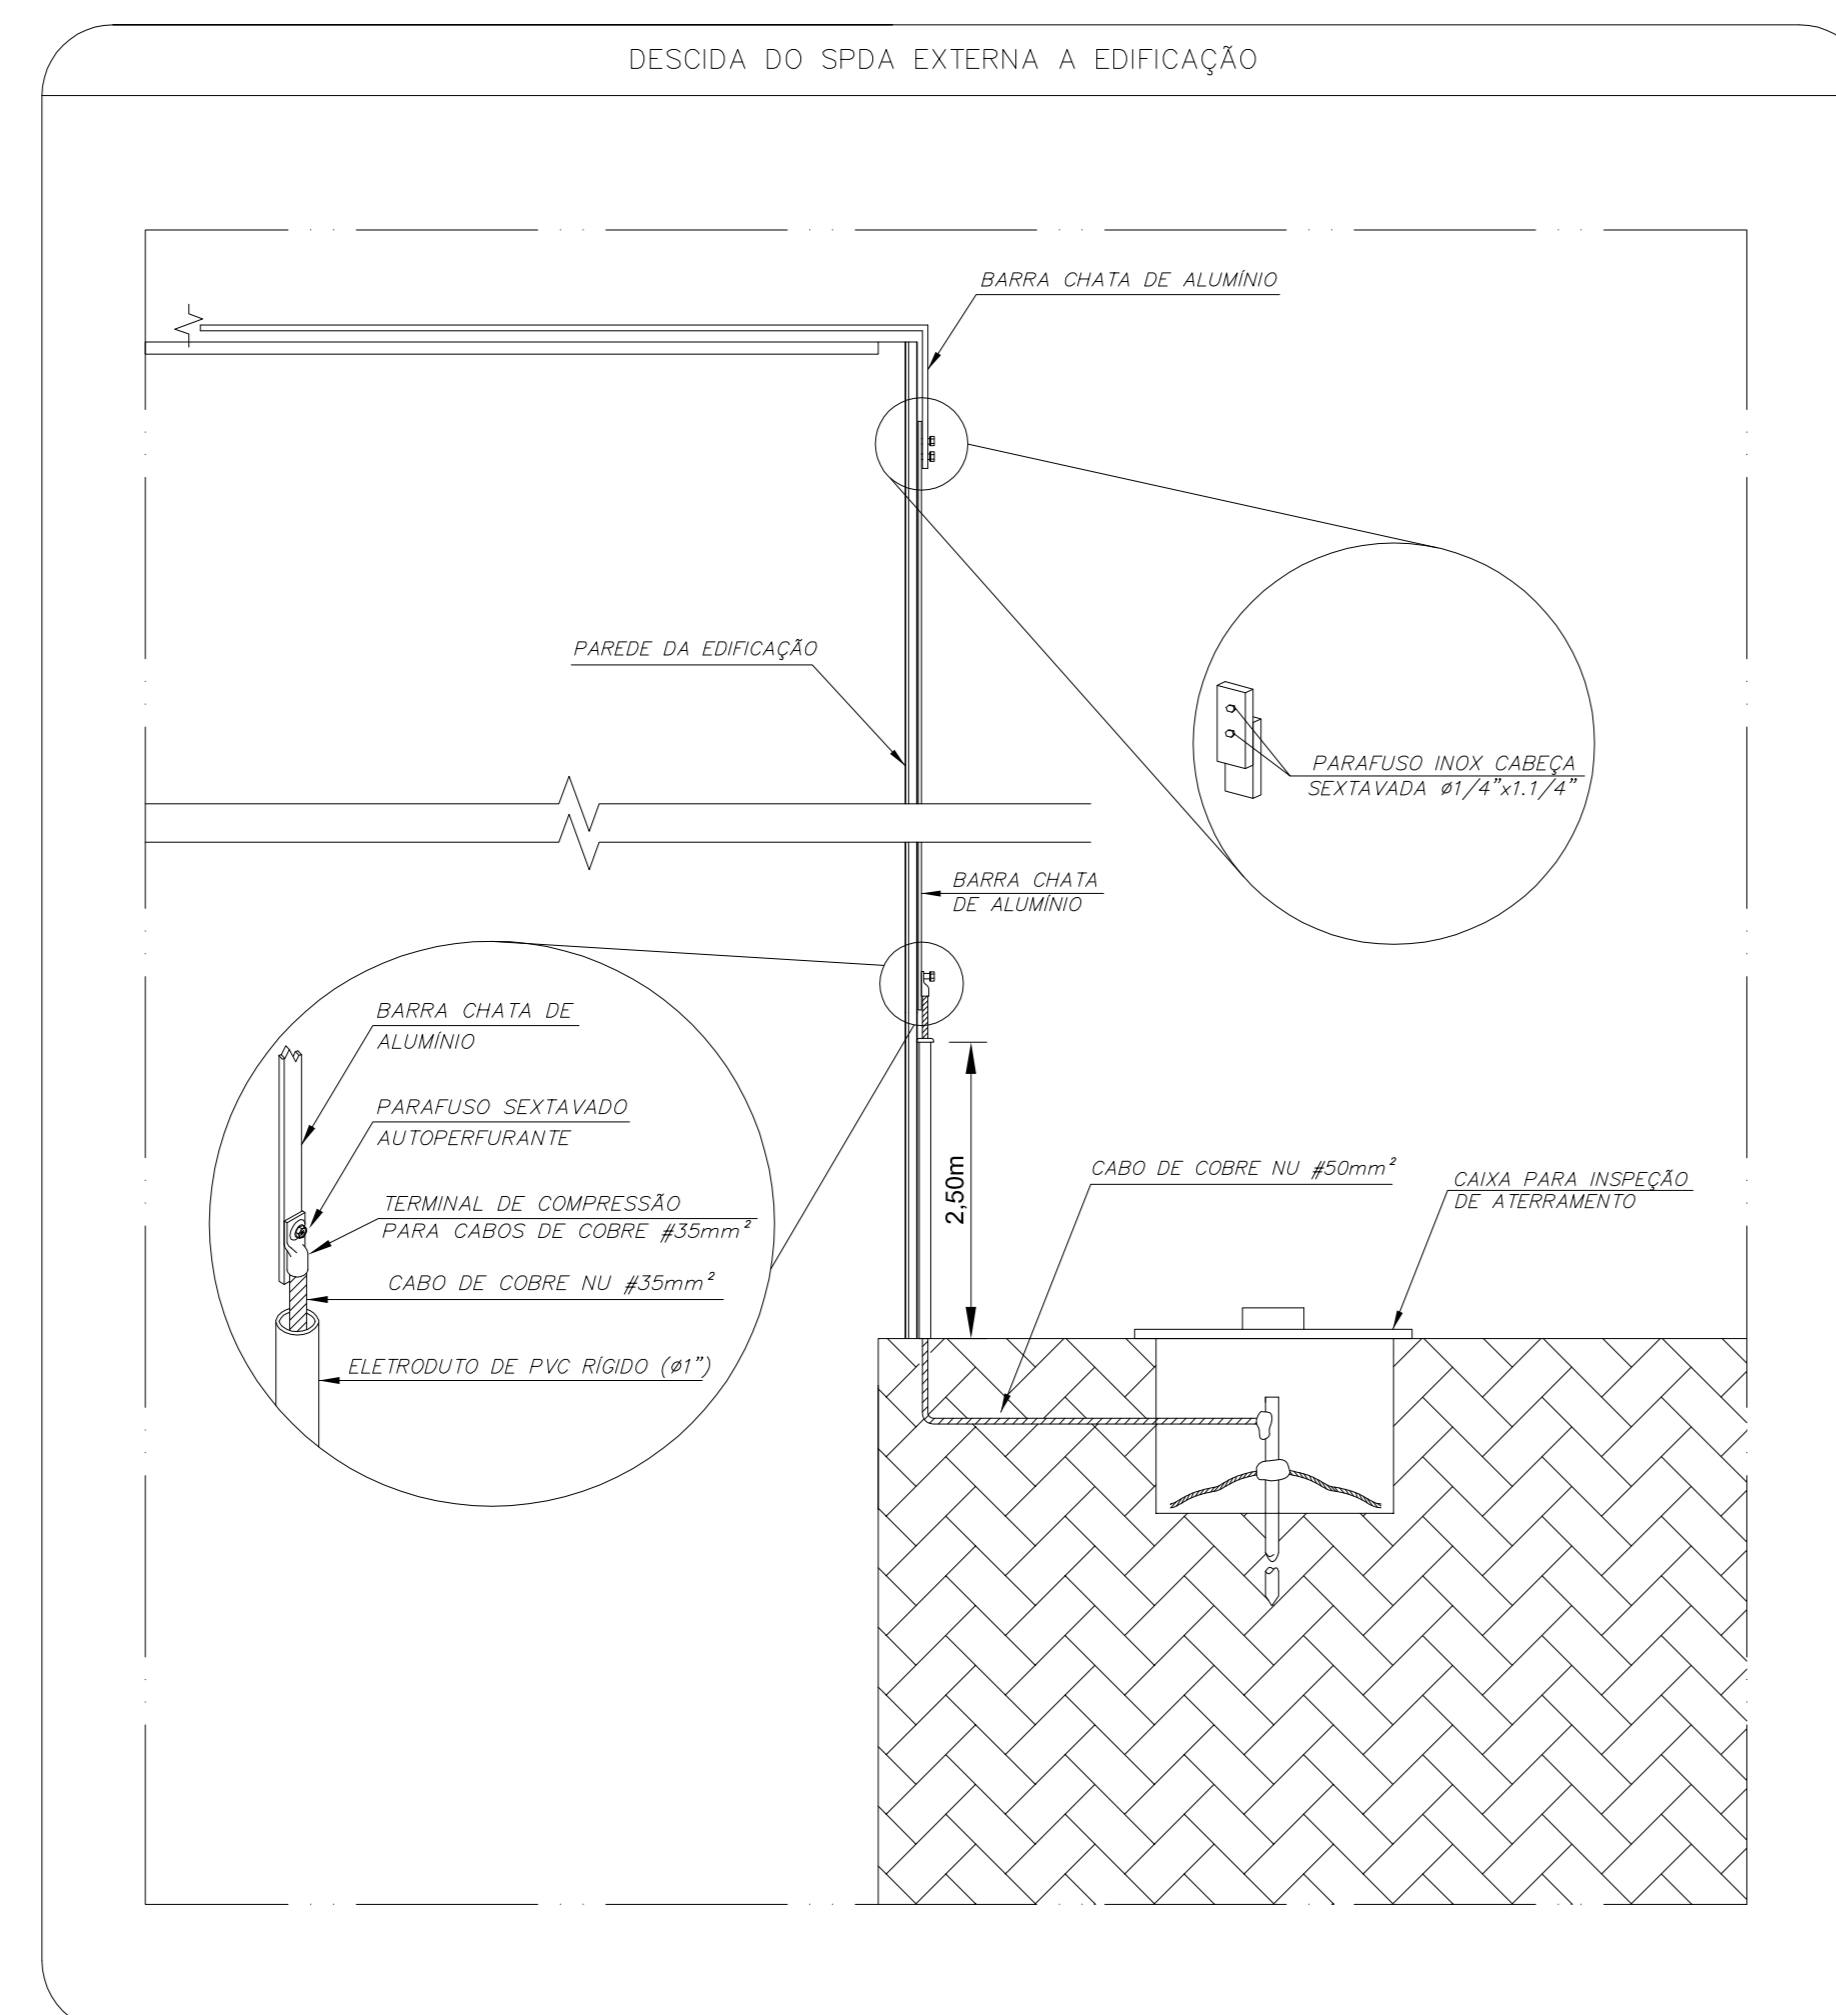 DESCIDA DO SPDA EXTERNA A EDIFICAÇÃO
BARRA CHATA DE ALUMÍNIO
PAREDE DA EDIFICAÇÃO
PARAFUSO INOX CABEÇA
SEXTAVADA ø1/4"x1.1/4"
BARRA CHATA
DE ALUMÍNIO
BARRA CHATA DE
ALUMÍNIO
PARAFUSO SEXTAVADO
AUTOPERFURANTE
TERMINAL DE COMPRESSÃO
PARA CABOS DE COBRE #35mm²
CABO DE COBRE NU #35mm²
ELETRODUTO DE PVC RÍGIDO (ø1")
2,50m
CABO DE COBRE NU #50mm²
CAIXA PARA INSPEÇÃO
DE ATERRAMENTO